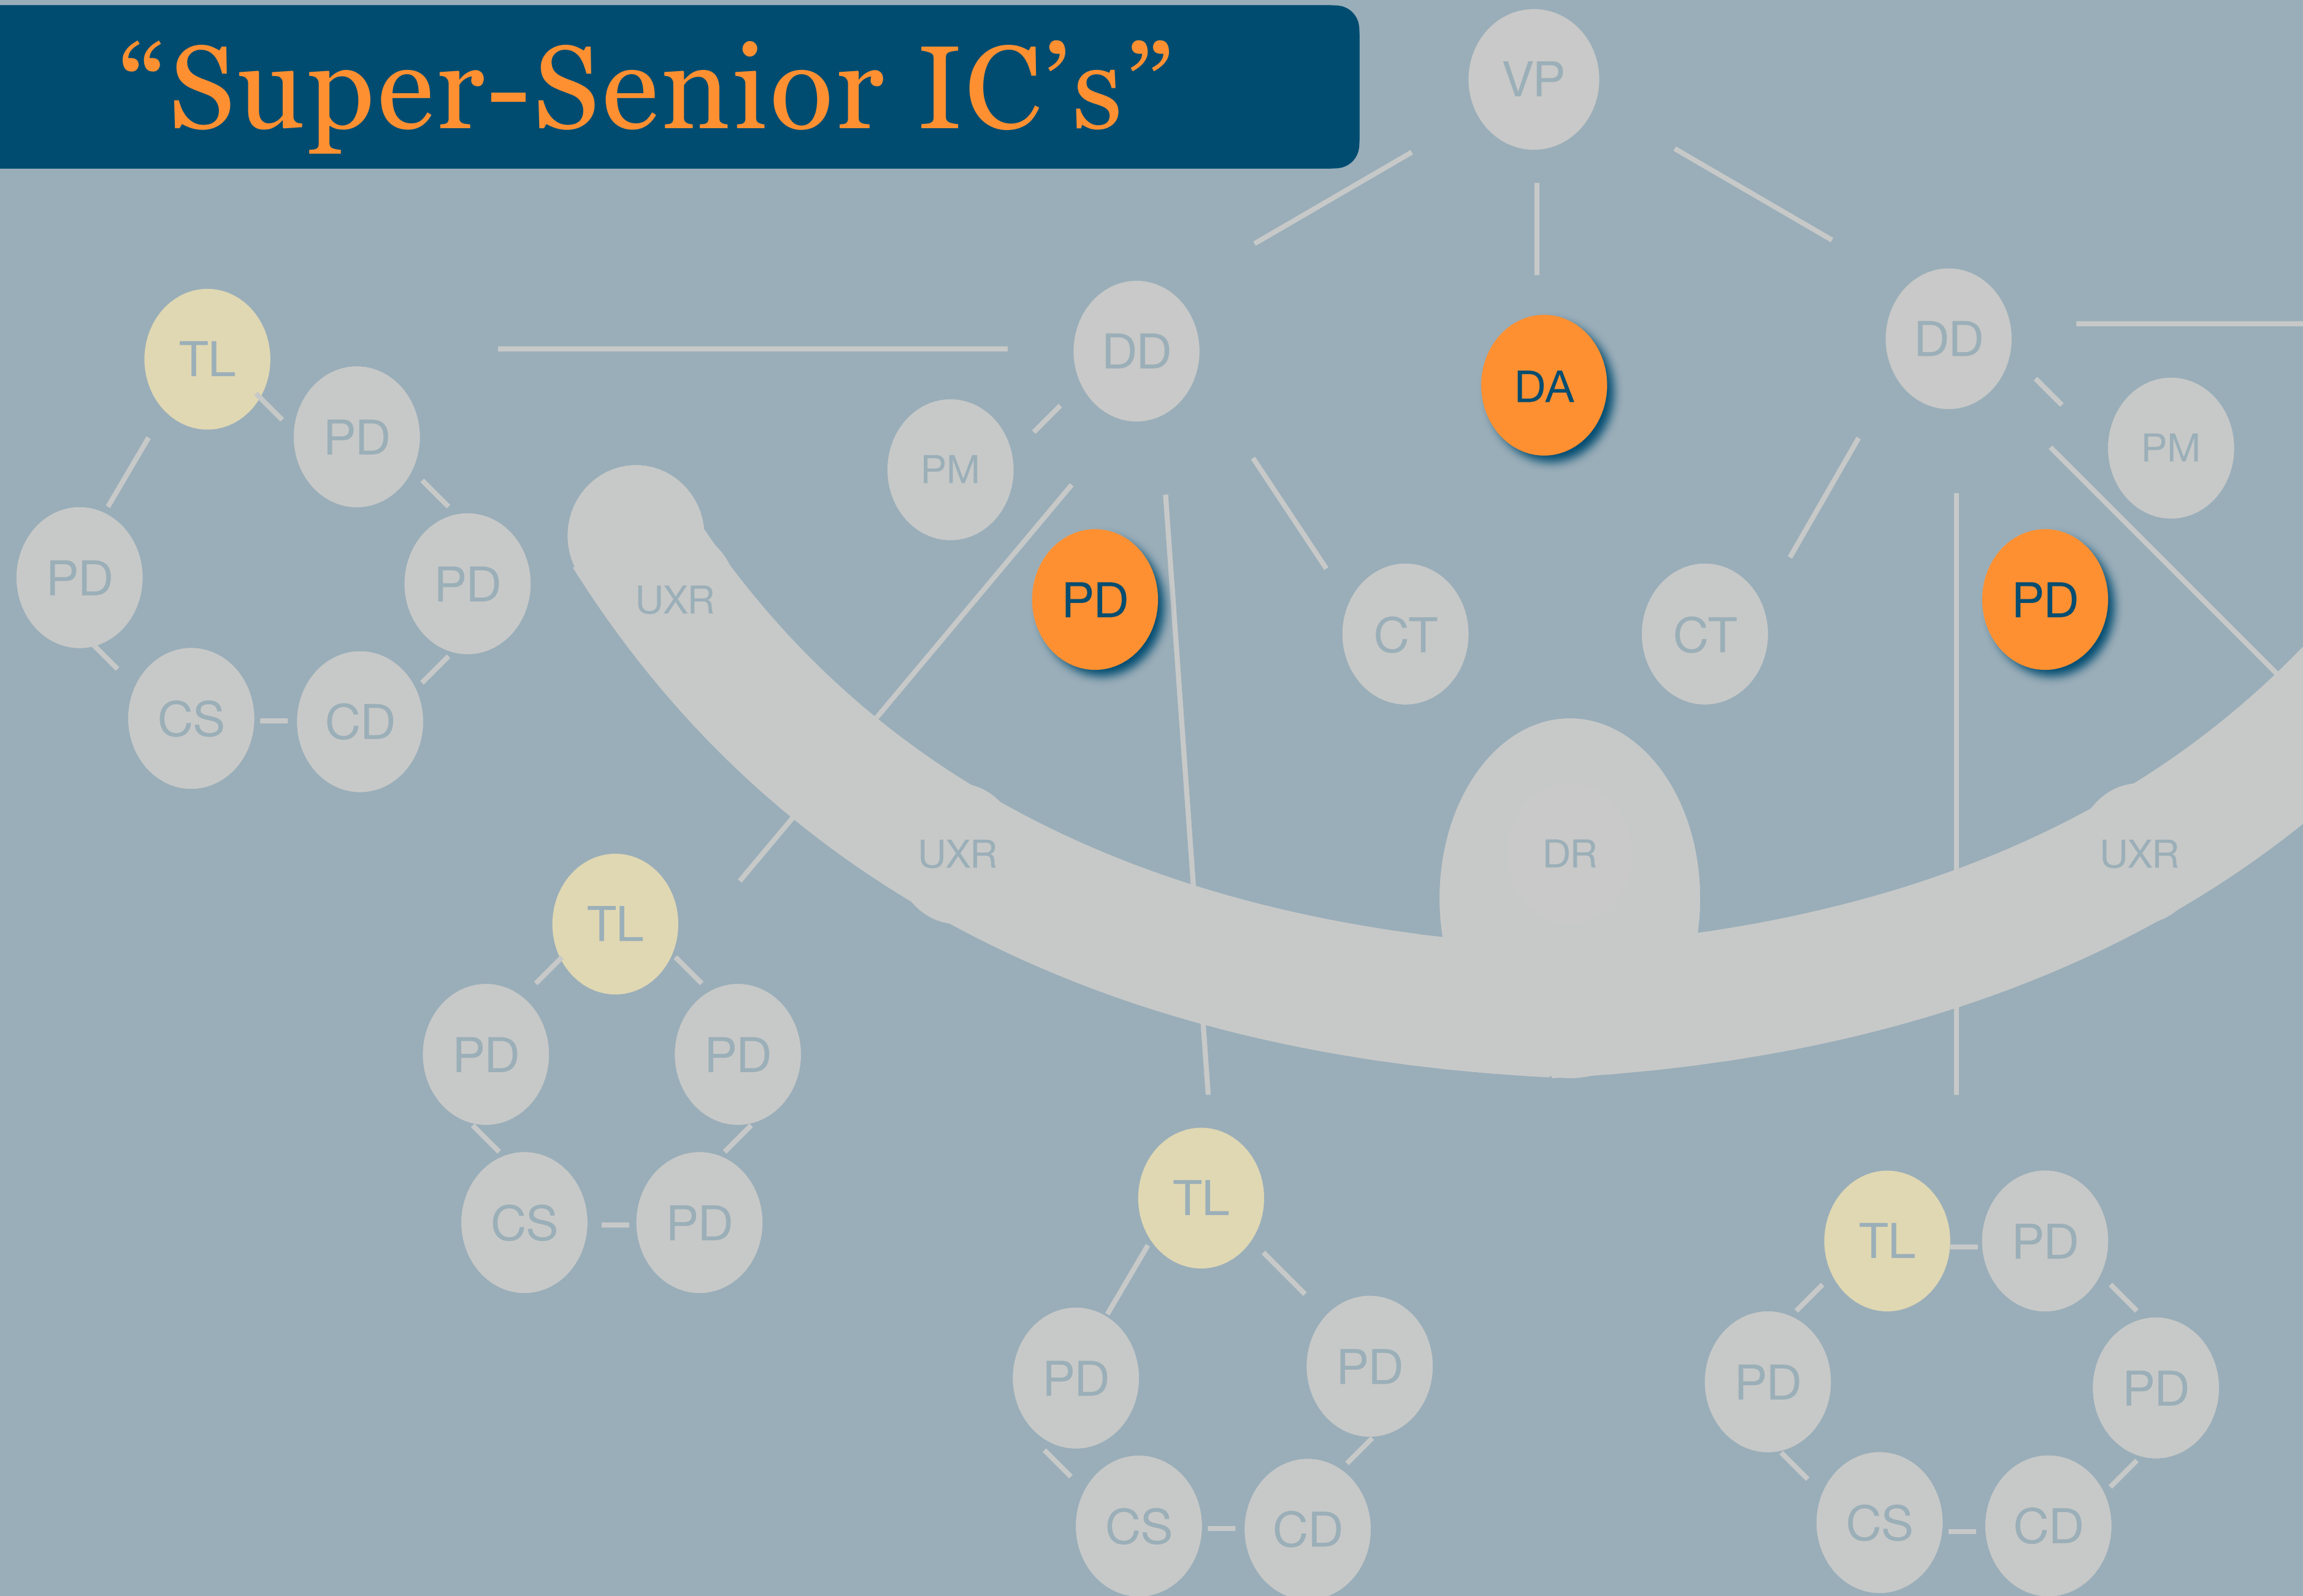 “Super-Senior IC’s”
VP
DD
DA
DD
PM
PM
PD
CT
CT
PD
TL
PD
PD
PD
CS
CD
UXR
UXR
DR
UXR
TL
PD
PD
CS
PD
TL
PD
PD
CS
CD
TL
PD
PD
PD
CS
CD